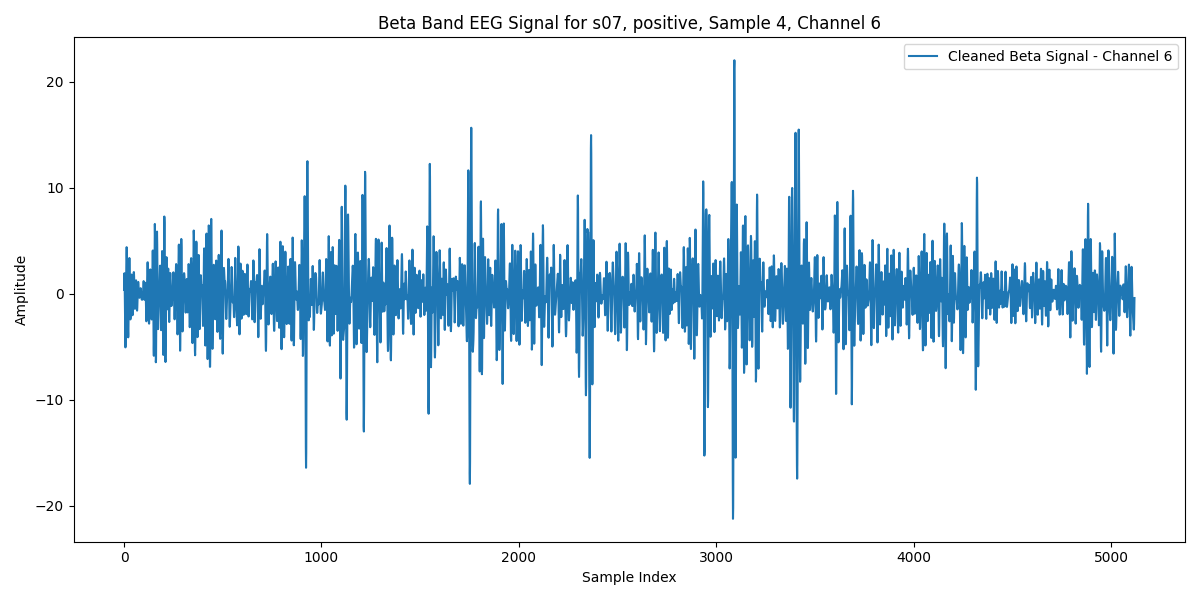 Beta Band EEG Signal for s07, positive, Sample 4, Channel 6
Cleaned Beta Signal - Channel 6
Amplitude
20
10
0
−10
−20
0 1000 2000 3000 4000 5000
Sample Index